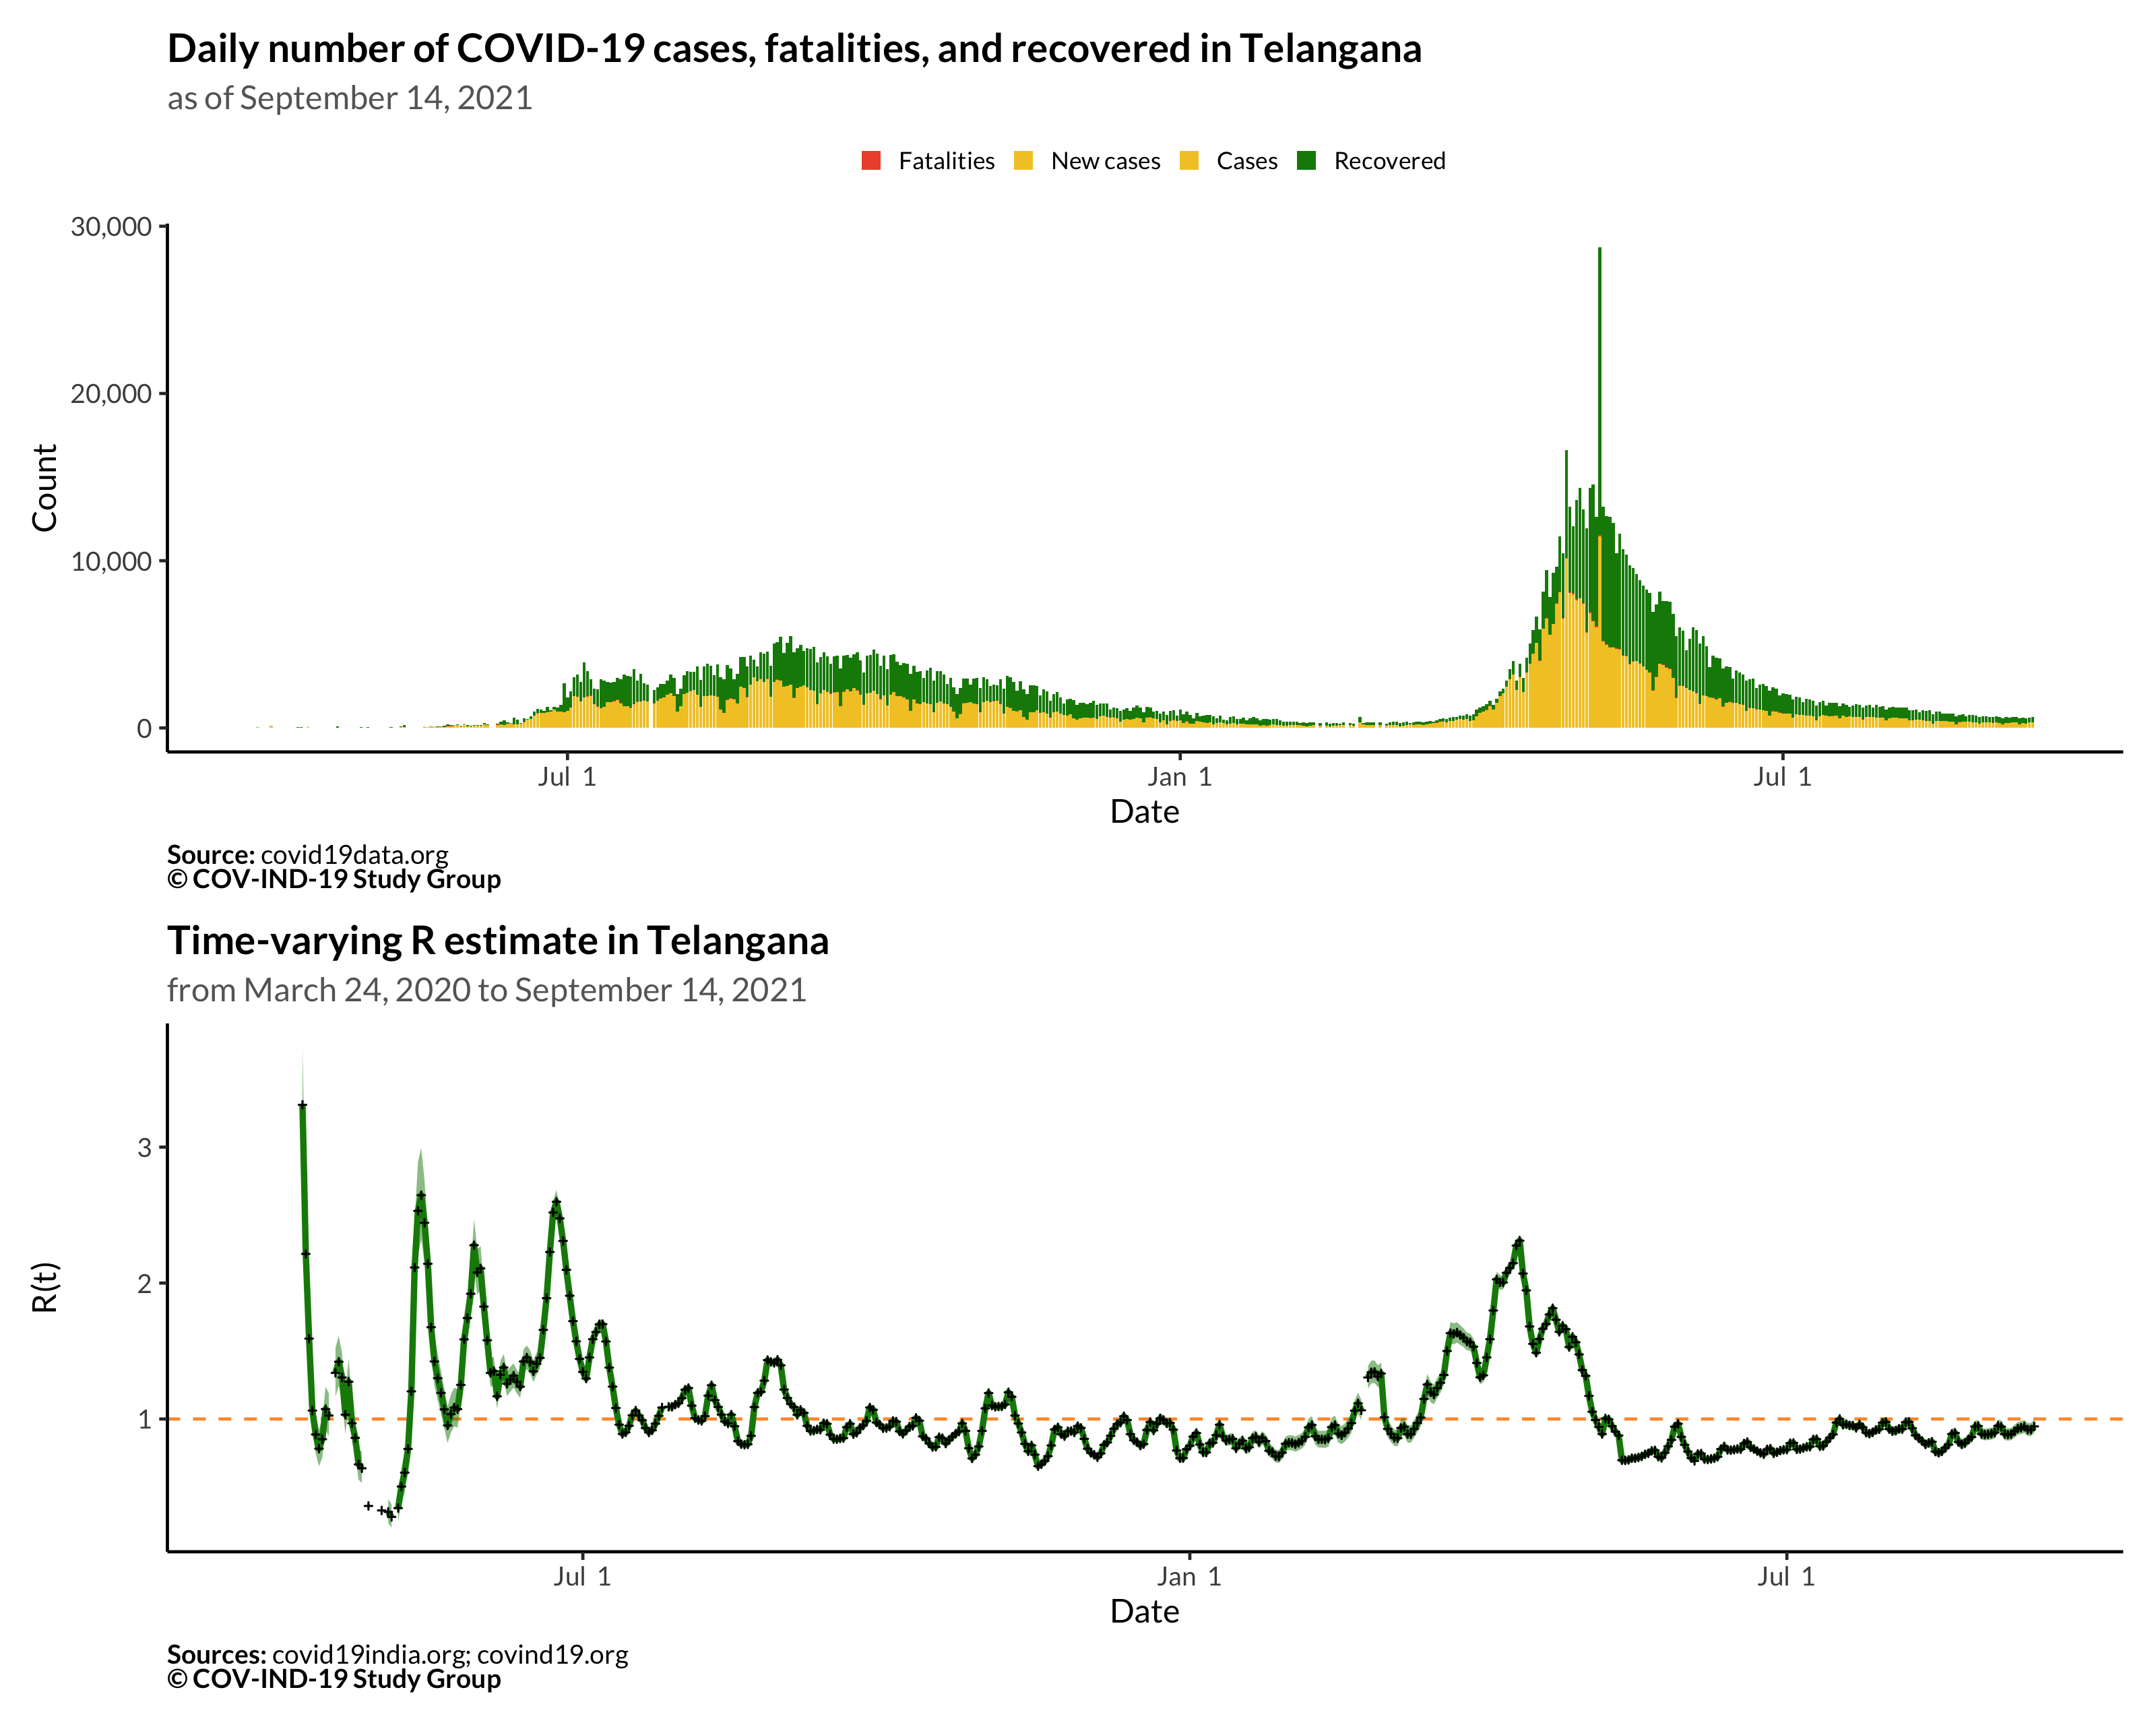 Daily number of COVID-19 cases, fatalities, and recovered in Telangana
as of September 14, 2021
Fatalities New cases Cases Recovered
30,000
20,000
10,000
0
Count
Jul 1 Jan 1 Jul 1
Date
Source: covid19data.org
© COV-IND-19 Study Group
Time-varying R estimate in Telangana
from March 24, 2020 to September 14, 2021
3
2
1
R(t)
Jul 1 Jan 1 Jul 1
Date
Sources: covid19india.org; covind19.org
© COV-IND-19 Study Group